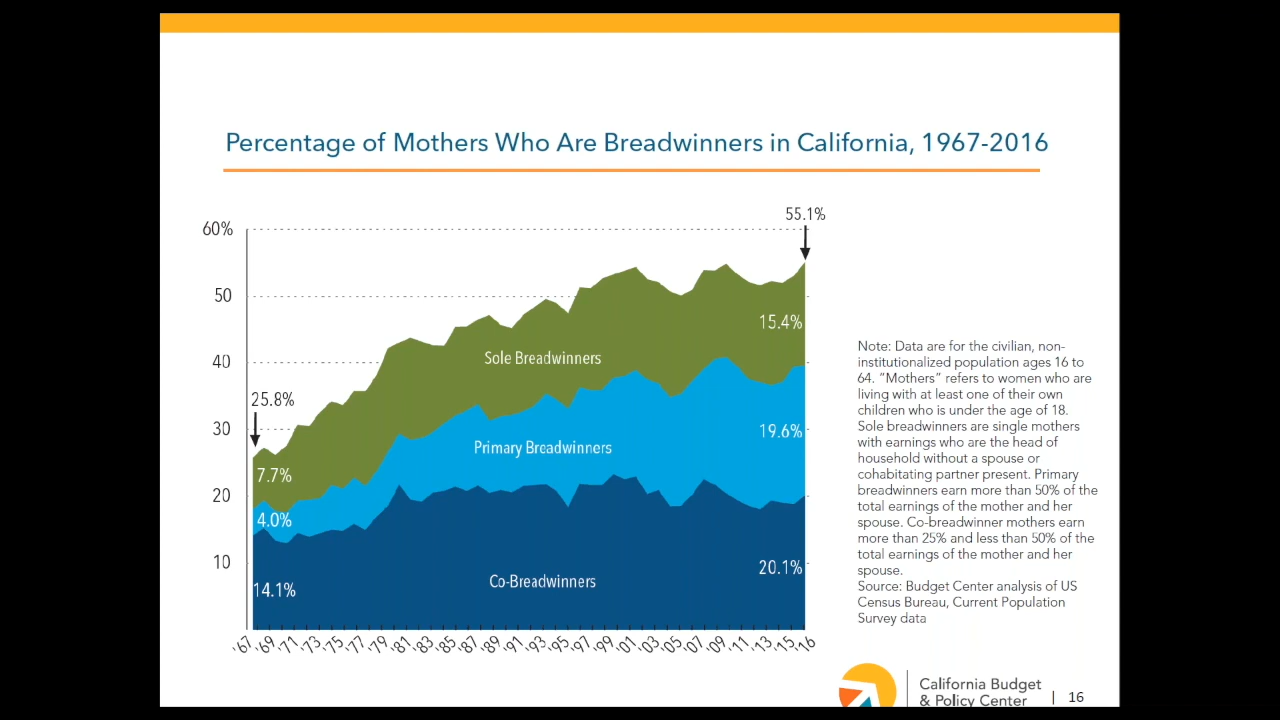 Percentage of Mothers Who Are Breadwinners in California, 1967-2016
55.1%
60%
50
40
30
20
10
25.8%
7.7%
4.0%
14.1%
Sole Breadwinners
Primary Breadwinners
Co-Breadwinners
15.4%
19.6%
20.1%
'67 '69 '71 '73 '75 '77 '79 '81 '83 '85 '87 '89 '91 '93 '95 '97 '99 '01 '03 '05 '07 '09 '11 '13 '15 '16
Note: Data are for the civilian, non-
institutionalized population ages 16 to
64. "Mothers" refers to women who are
living with at least one of their own
children who is under the age of 18.
Sole breadwinners are single mothers
with earnings who are the head of
household without a spouse or
cohabitating partner present. Primary
breadwinners earn more than 50% of the
total earnings of the mother and her
spouse. Co-breadwinner mothers earn
more than 25% and less than 50% of the
total earnings of the mother and her
spouse.
Source: Budget Center analysis of US
Census Bureau, Current Population
Survey data
California Budget
& Policy Center
| 16